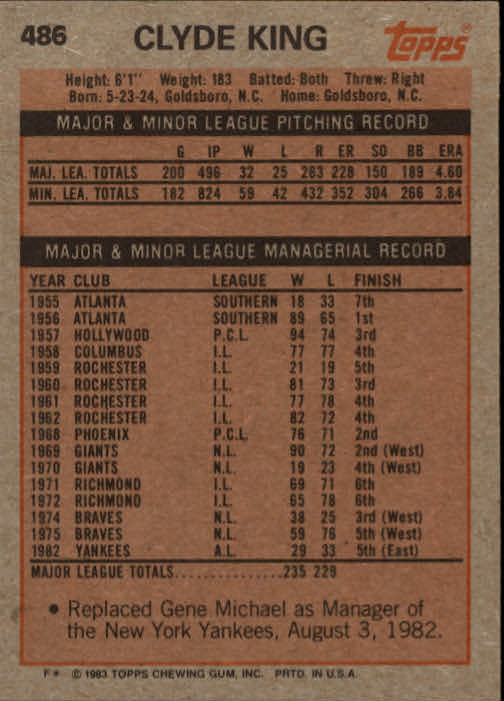 486 CLYDE KING topps
Height: 6'1" Weight: 183 Batted: Both Threw: Right
Born: 5-23-24, Goldsboro, N.C. Home: Goldsboro, N.C.
MAJOR & MINOR LEAGUE PITCHING RECORD
G IP W L R ER SO BB ERA
MAJ. LEA. TOTALS 200 496 32 25 263 228 150 189 4.60
MIN. LEA. TOTALS 182 824 59 42 432 352 304 266 3.84
MAJOR & MINOR LEAGUE MANAGERIAL RECORD
YEAR CLUB LEAGUE W L FINISH
1955 ATLANTA SOUTHERN 18 33 7th
1956 ATLANTA SOUTHERN 89 65 1st
1957 HOLLYWOOD P.C.L. 94 74 3rd
1958 COLUMBUS I.L. 77 77 4th
1959 ROCHESTER I.L. 21 19 5th
1960 ROCHESTER I.L. 81 73 3rd
1961 ROCHESTER I.L. 77 78 4th
1962 ROCHESTER I.L. 82 72 4th
1968 PHOENIX P.C.L. 76 71 2nd
1969 GIANTS N.L. 90 72 2nd (West)
1970 GIANTS N.L. 19 23 4th (West)
1971 RICHMOND I.L. 69 71 6th
1972 RICHMOND I.L. 65 78 6th
1974 BRAVES N.L. 38 25 3rd (West)
1975 BRAVES N.L. 59 76 5th (West)
1982 YANKEES A.L. 29 33 5th (East)
MAJOR LEAGUE TOTALS.............. 235 229
• Replaced Gene Michael as Manager of
the New York Yankees, August 3, 1982.
F* © 1983 TOPPS CHEWING GUM, INC. PRTD. IN U.S.A.